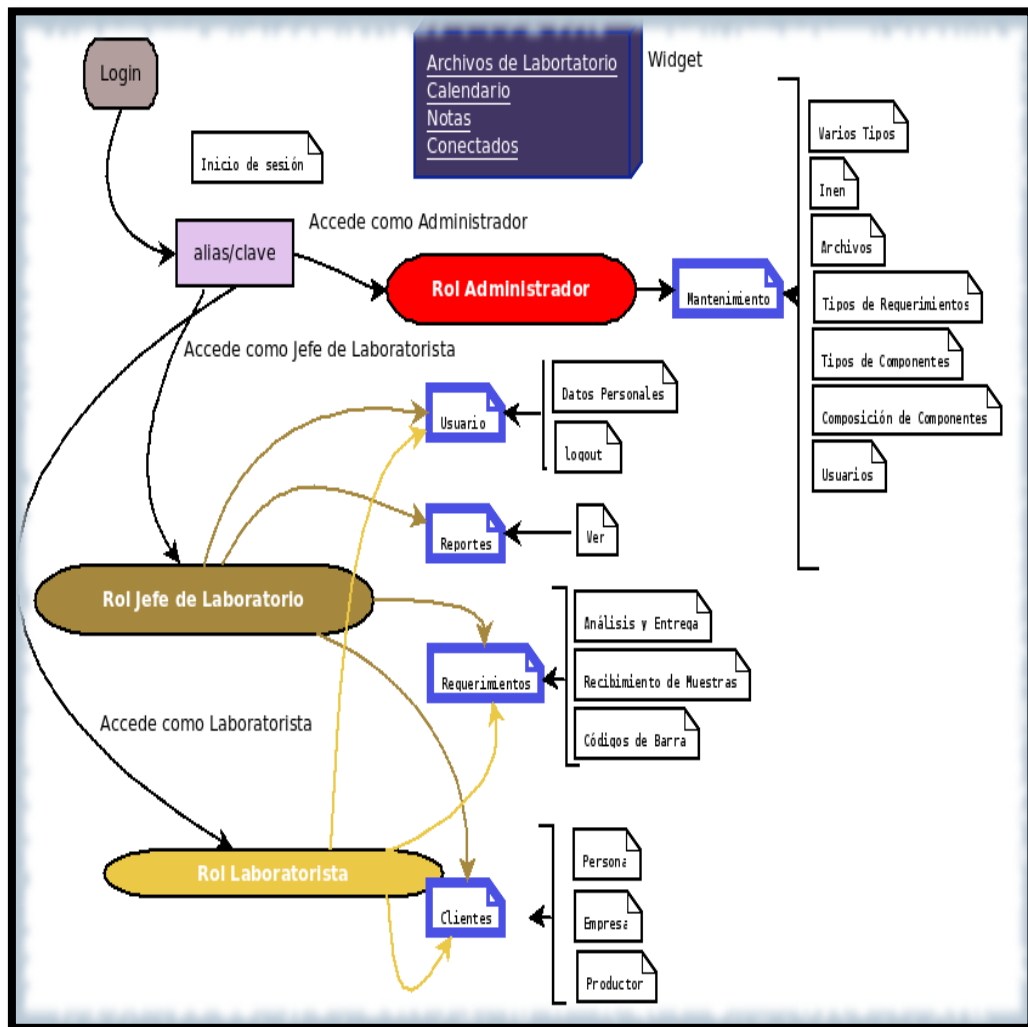 Login
Archivos de Labortatorio
Calendario
Notas
Conectados
Widget
Inicio de sesión
alias/clave
Accede como Administrador
Rol Administrador
Mantenimiento
Varios Tipos
Inen
Archivos
Tipos de Requerimientos
Tipos de Componentes
Composición de Componentes
Usuarios
Accede como Jefe de Laboratorista
Usuario
Datos Personales
logout
Reportes
Ver
Rol Jefe de Laboratorio
Requerimientos
Análisis y Entrega
Recibimiento de Muestras
Códigos de Barra
Accede como Laboratorista
Rol Laboratorista
Clientes
Persona
Empresa
Productor